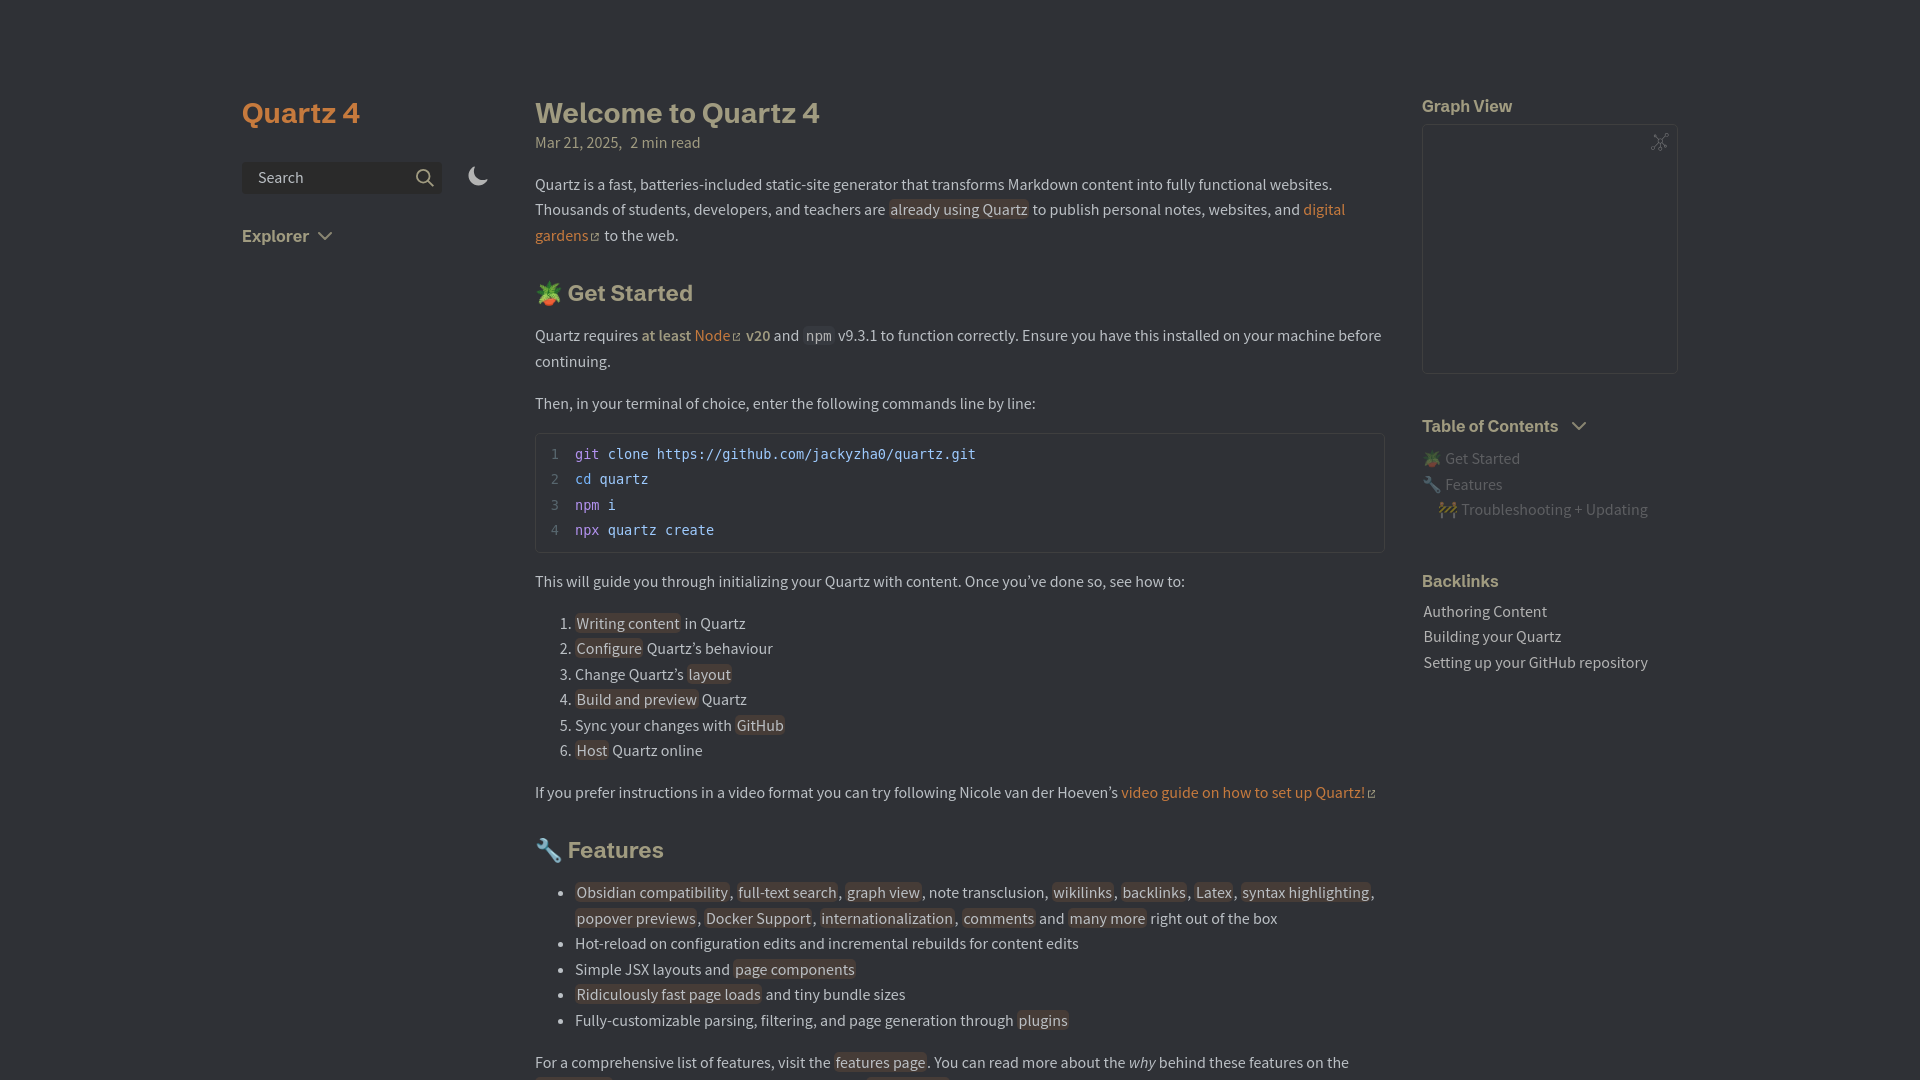 Quartz 4
Search
Explorer
Welcome to Quartz 4
Mar 21, 2025, 2 min read
Quartz is a fast, batteries-included static-site generator that transforms Markdown content into fully functional websites.
Thousands of students, developers, and teachers are already using Quartz to publish personal notes, websites, and digital
gardens to the web.
🪴 Get Started
Quartz requires at least Node v20 and npm v9.3.1 to function correctly. Ensure you have this installed on your machine before
continuing.
Then, in your terminal of choice, enter the following commands line by line:
1 git clone https://github.com/jackyzha0/quartz.git
2 cd quartz
3 npm i
4 npx quartz create
This will guide you through initializing your Quartz with content. Once you’ve done so, see how to:
1. Writing content in Quartz
2. Configure Quartz’s behaviour
3. Change Quartz’s layout
4. Build and preview Quartz
5. Sync your changes with GitHub
6. Host Quartz online
If you prefer instructions in a video format you can try following Nicole van der Hoeven’s video guide on how to set up Quartz!
🔧 Features
• Obsidian compatibility, full-text search, graph view, note transclusion, wikilinks, backlinks, Latex, syntax highlighting,
popover previews, Docker Support, internationalization, comments and many more right out of the box
• Hot-reload on configuration edits and incremental rebuilds for content edits
• Simple JSX layouts and page components
• Ridiculously fast page loads and tiny bundle sizes
• Fully-customizable parsing, filtering, and page generation through plugins
For a comprehensive list of features, visit the features page. You can read more about the why behind these features on the
Graph View
Table of Contents
🪴 Get Started
🔧 Features
🚧 Troubleshooting + Updating
Backlinks
Authoring Content
Building your Quartz
Setting up your GitHub repository